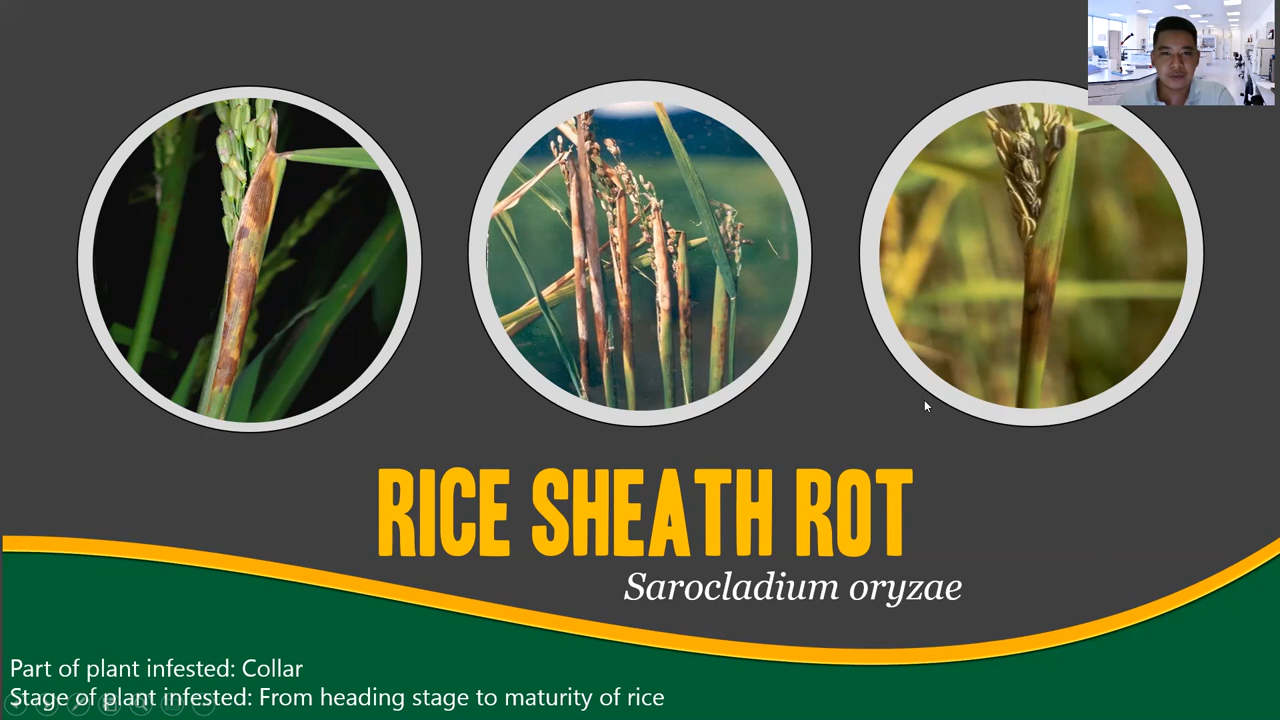 RICE SHEATH ROT
Sarocladium oryzae
Part of plant infested: Collar
Stage of plant infested: From heading stage to maturity of rice